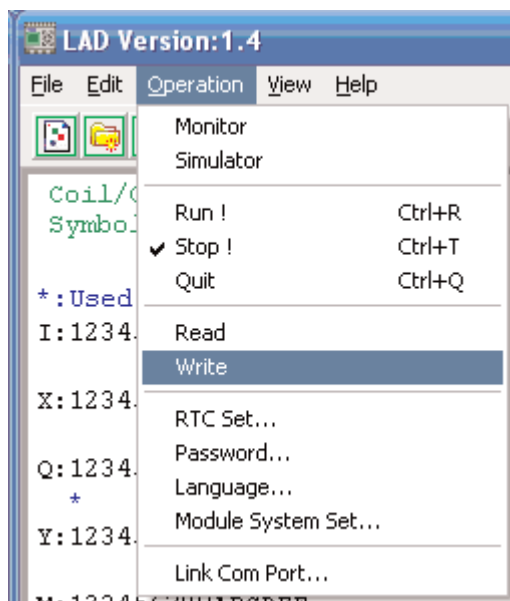 LAD Version:1.4
File Edit Operation View Help
Monitor
Simulator
Coil/
Symbol
Run ! Ctrl+R
Stop ! Ctrl+T
Quit Ctrl+Q
*:Used
I:1234.
Read
Write
X:1234.
RTC Set...
Password...
Q:1234.
Language...
*
Module System Set...
Y:1234.
Link Com Port...